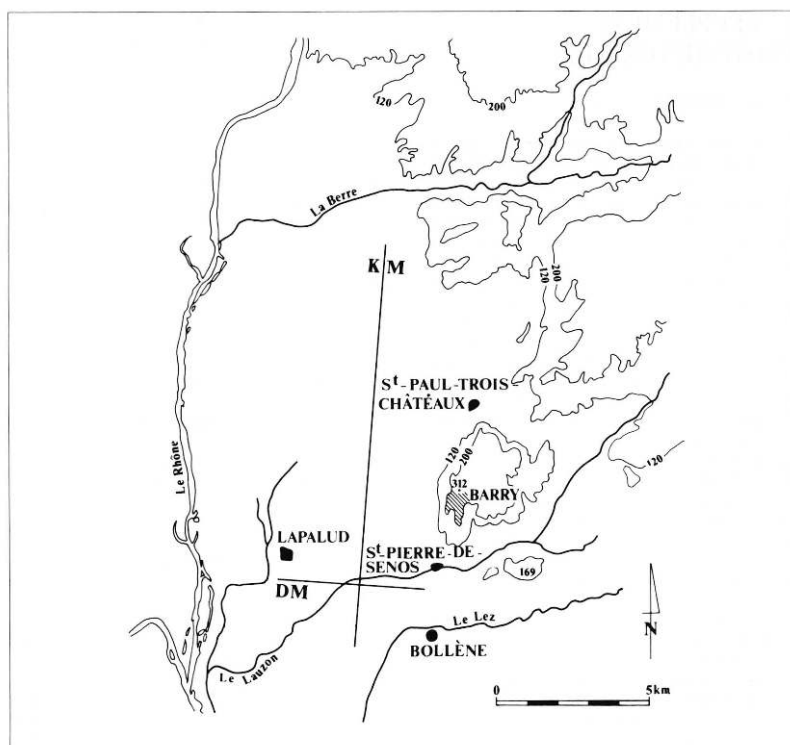 200
120
La Berre
K M
200
120
St-PAUL-TROIS
CHÂTÉAUX
Le Rhône
120
200
312
BARRY
120
LAPALUD
St-PIERRE-DE-
SENOS
169
DM
Le Lez
N
BOLLÈNE
Le Lauzon
0 5km